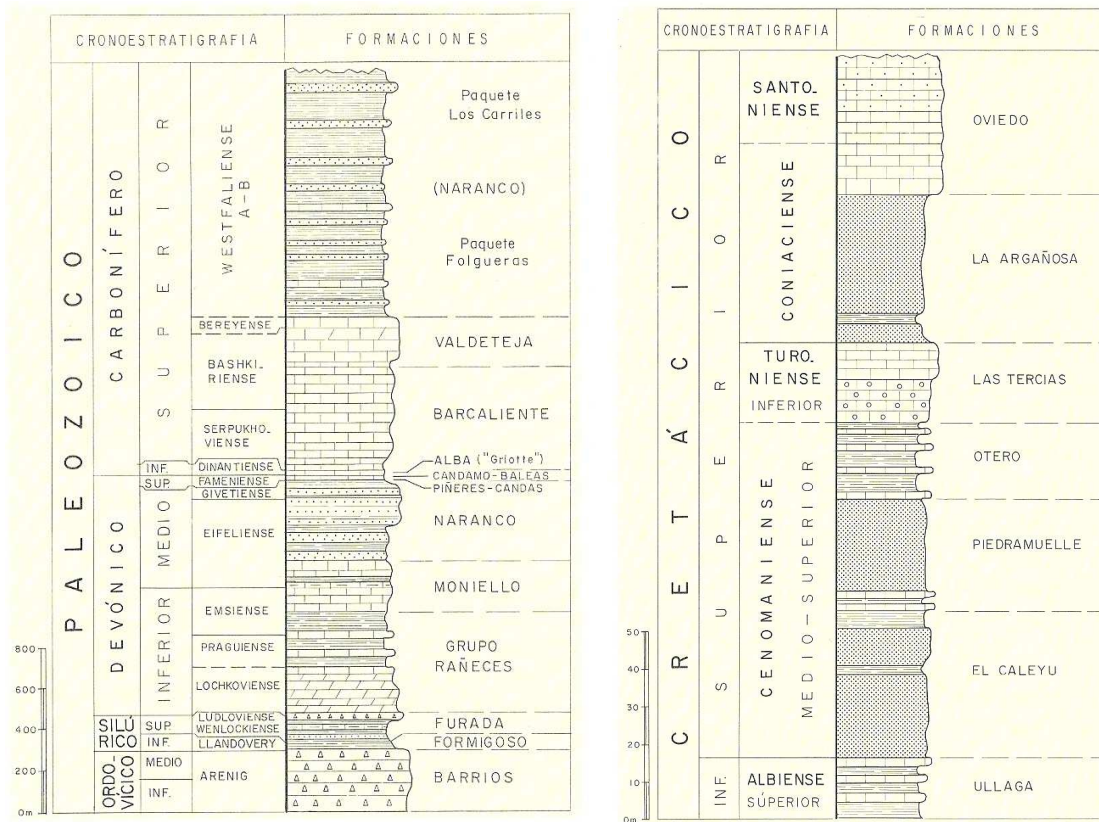 CRONOESTRATIGRAFIA
FORMACIONES
PALEOZOICO
CARBONÍFERO
SUPERIOR
WESTFALIENSE
A-B
Paquete
Los Carriles
(NARANCO)
Paquete
Folgueras
BEREYENSE
VALDETEJA
BASHKI-
RIENSE
BARCALIENTE
SERPUKHO-
VIENSE
INF.
DINANTIENSE
ALBA ("Griotte")
CANDAMO-BALEAS
DEVÓNICO
SUP.
FAMENIENSE
PIÑERES-CANDAS
MEDIO
GIVETIENSE
NARANCO
EIFELIENSE
MONIELLO
INFERIOR
EMSIENSE
GRUPO
RAÑECES
PRAGUIENSE
LOCHKOVIENSE
SILÚ
RICO
SUP.
LUDLOVIENSE
WENLOCKIENSE
FURADA
INF.
LLANDOVERY
FORMIGOSO
ORDO-
VÍCICO
MEDIO
INF.
ARENIG
BARRIOS
800
600
400
200
0m
CRONOESTRATIGRAFIA
FORMACIONES
CRETÁCICO
SUPERIOR
SANTO-
NIENSE
OVIEDO
CONIACIENSE
LA ARGAÑOSA
TURO-
NIENSE
INFERIOR
LAS TERCIAS
CENOMANIENSE
MEDIO-SUPERIOR
OTERO
PIEDRAMUELLE
EL CALEYU
INF.
ALBIENSE
SÚPERIOR
ULLAGA
50
40
30
20
10
0m